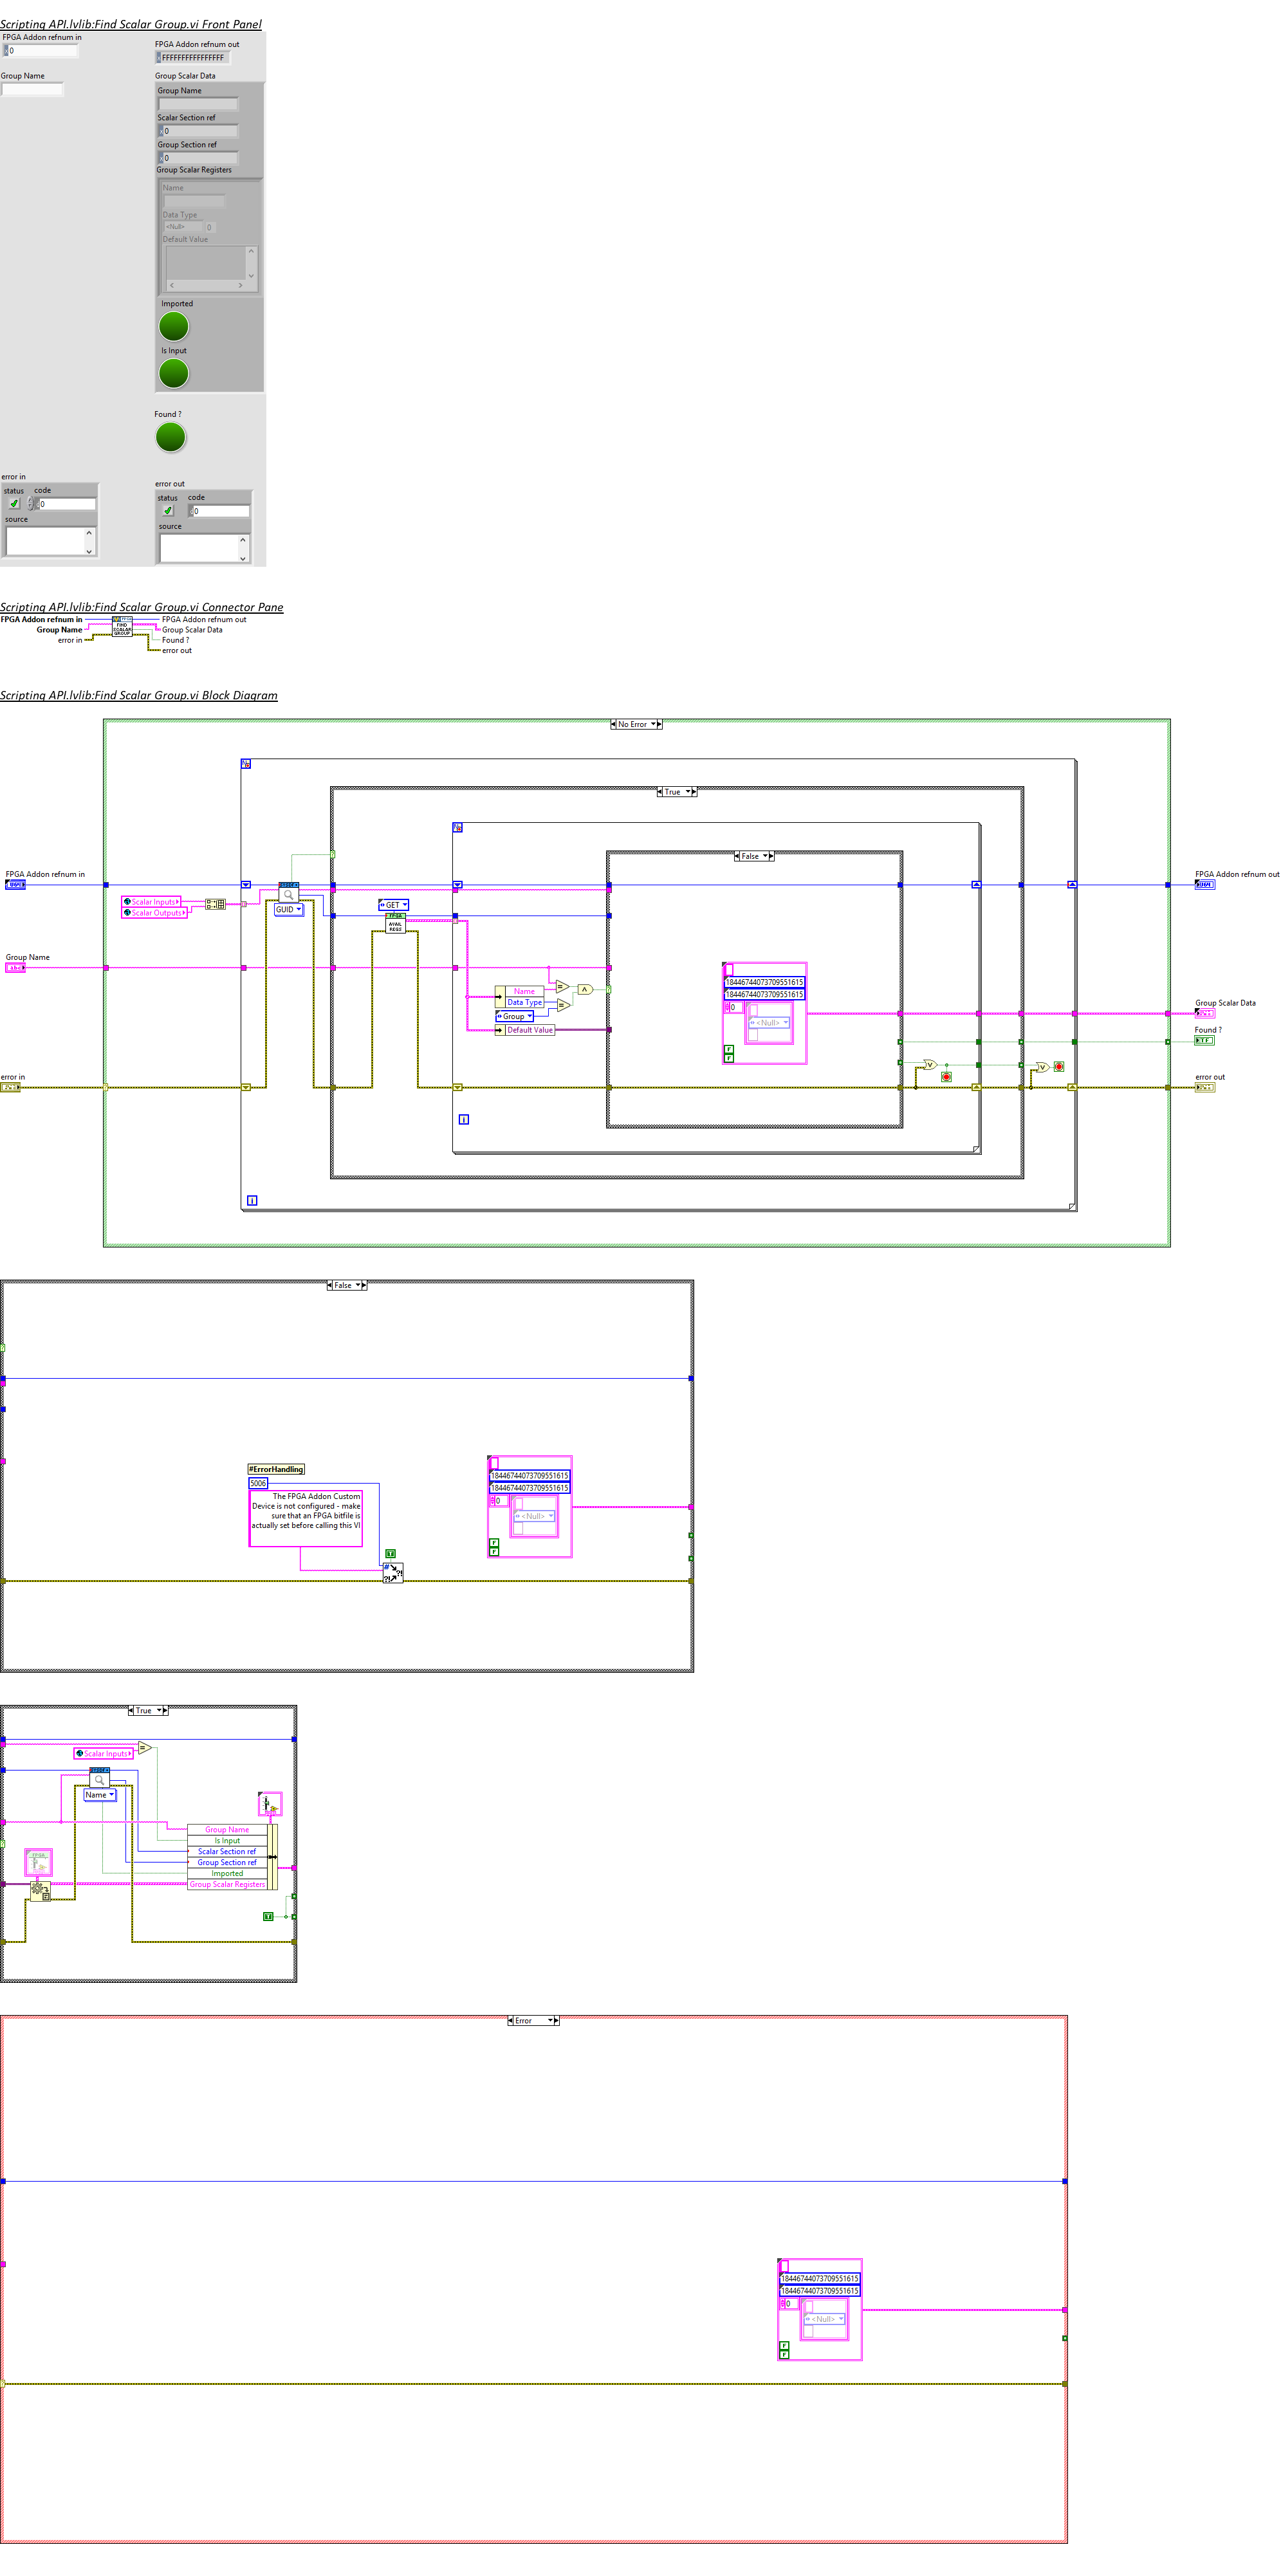 Scripting API.lvlib:Find Scalar Group.vi Front Panel
FPGA Addon refnum in
0
FPGA Addon refnum out
FFFFFFFFFFFFFFFF
Group Name
Group Scalar Data
Group Name
Scalar Section ref
0
Group Section ref
0
Group Scalar Registers
Name
Data Type
<Null> 0
Default Value
Imported
Is Input
Found ?
error in
status code
0
source
error out
status code
0
source
Scripting API.lvlib:Find Scalar Group.vi Connector Pane
FPGA Addon refnum in
Group Name
error in
FIND
SCALAR
GROUP
FPGA Addon refnum out
Group Scalar Data
Found ?
error out
Scripting API.lvlib:Find Scalar Group.vi Block Diagram
No Error
True
False
FPGA Addon refnum in
FPGA Addon refnum out
Scalar Inputs
Scalar Outputs
GUID
GET
FPGA
AVAIL
REGS
Group Name
abc
Name
Data Type
Group
Default Value
18446744073709551615
18446744073709551615
0
<Null>
F
F
Group Scalar Data
Found ?
TF
error in
error out
i
i
False
#ErrorHandling
5006
The FPGA Addon Custom
Device is not configured - make
sure that an FPGA bitfile is
actually set before calling this VI
T
18446744073709551615
18446744073709551615
0
<Null>
F
F
True
Scalar Inputs
Name
Group Name
Is Input
Scalar Section ref
Group Section ref
Imported
Group Scalar Registers
FPGA
T
Error
18446744073709551615
18446744073709551615
0
<Null>
F
F